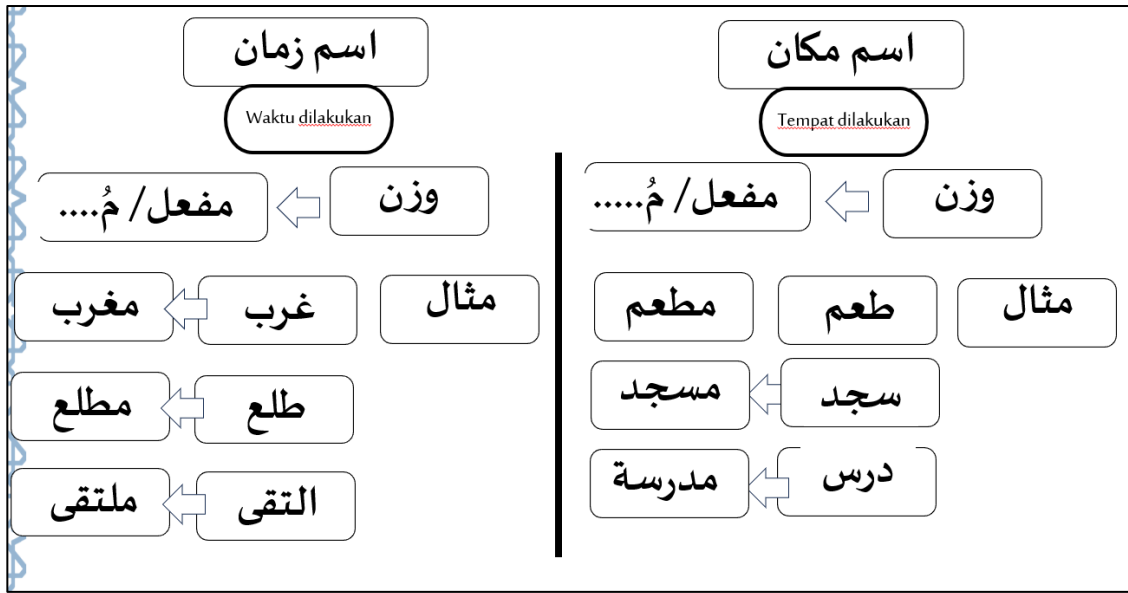 اسم مكان
Tempat dilakukan
وزن
مفعل/ مُ.....
مثال
طعم
مطعم
سجد
مسجد
درس
مدرسة
اسم زمان
Waktu dilakukan
وزن
مفعل/ مُ....
مثال
غرب
مغرب
طلع
مطلع
التقى
ملتقى